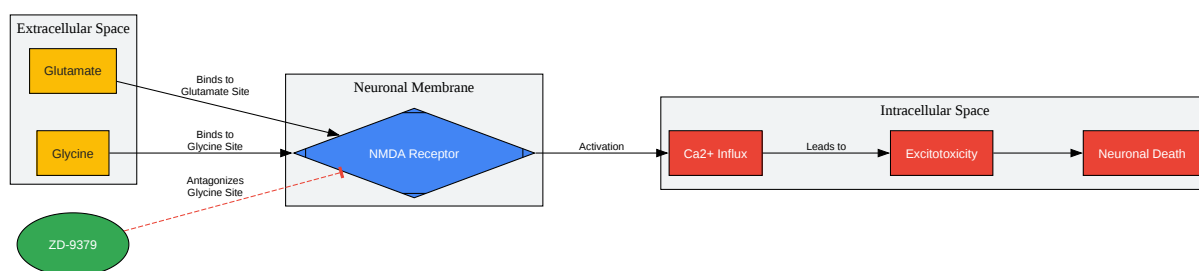 Extracellular Space
Glutamate
Glycine
Binds to
Glutamate Site
Binds to
Glycine Site
Antagonizes
Glycine Site
ZD-9379
Neuronal Membrane
NMDA Receptor
Activation
Intracellular Space
Ca2+ Influx
Leads to
Excitotoxicity
Neuronal Death